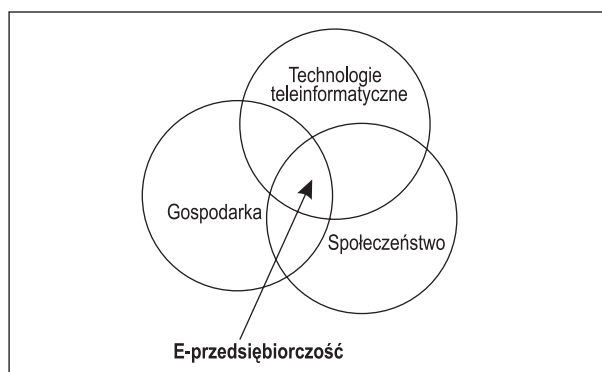 Technologie
teleinformatyczne
Gospodarka
Społeczeństwo
E-przedsiębiorczość